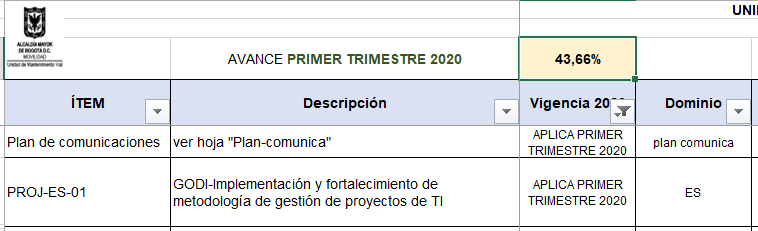 UNI
ALCALDÍA MAYOR
DE BOGOTÁ D.C.
MOVILIDAD
Unidad de Mantenimiento Vial
AVANCE PRIMER TRIMESTRE 2020
43,66%
ÍTEM
Descripción
Vigencia 202
Dominio
Plan de comunicaciones
ver hoja "Plan-comunica"
APLICA PRIMER
TRIMESTRE 2020
plan comunica
PROJ-ES-01
GODI-Implementación y fortalecimiento de
metodología de gestión de proyectos de TI
APLICA PRIMER
TRIMESTRE 2020
ES